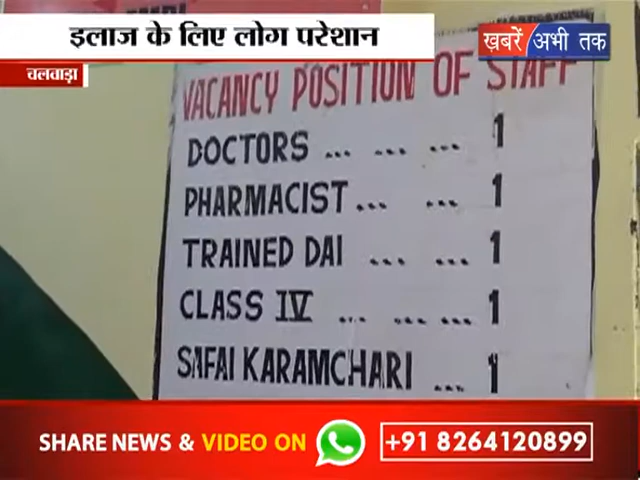 इलाज के लिए लोग परेशान
ख़बरें अभी तक
चलवाड़ा
VACANCY POSITION OF STAFF
DOCTORS ... ... ... 1
PHARMACIST ... ... 1
TRAINED DAI ... ... 1
CLASS IV ... ... ... 1
SAFAI KARAMCHARI ... 1
SHARE NEWS & VIDEO ON +91 8264120899